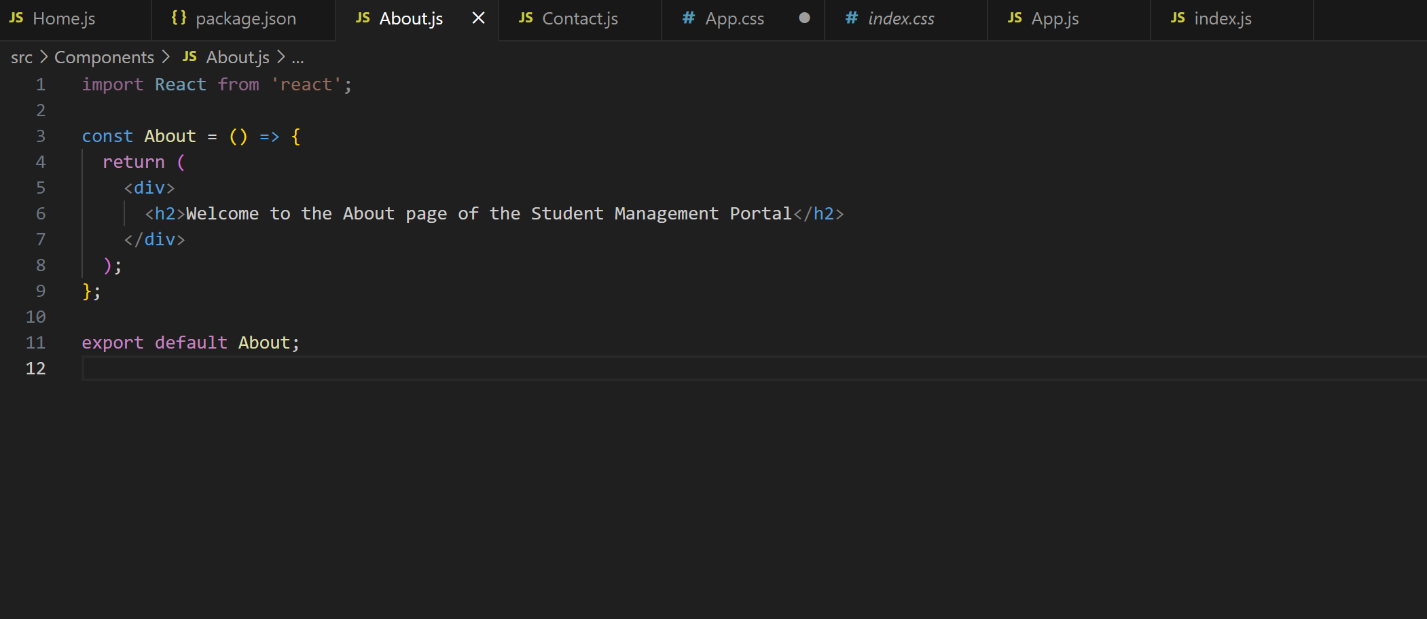 JS Home.js {} package.json JS About.js × JS Contact.js # App.css ● # index.css JS App.js JS index.js
src > Components > JS About.js > ...
1 import React from 'react';
2
3 const About = () => {
4 return (
5 <div>
6 <h2>Welcome to the About page of the Student Management Portal</h2>
7 </div>
8 );
9 };
10
11 export default About;
12